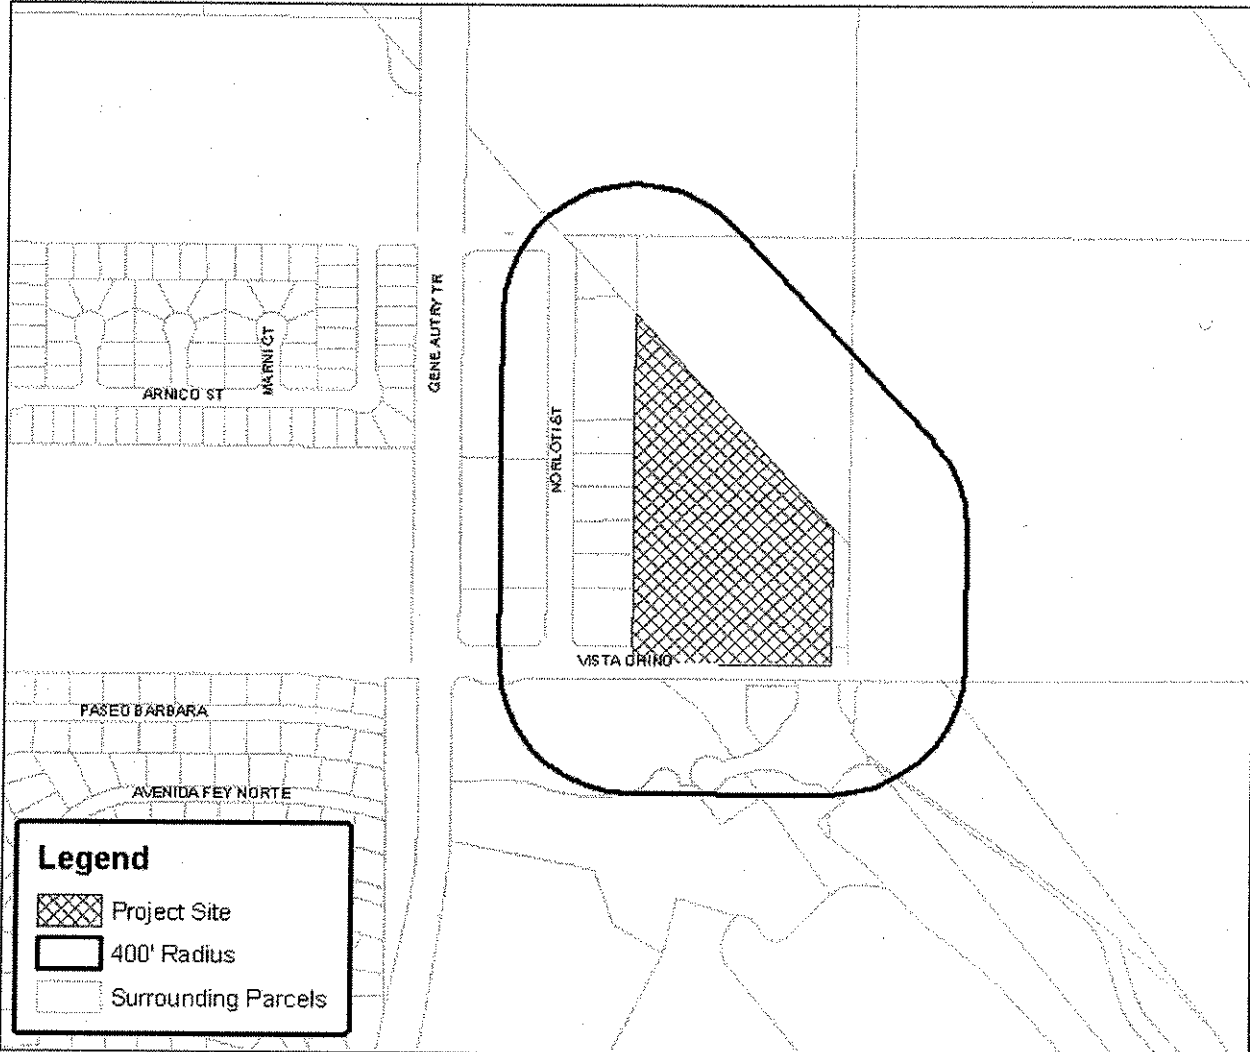 GENE AUTRY TR
MARNI CT
ARNICO ST
NORLOTI ST
VISTA CHINO
PASEO BARBARA
AVENIDA FEY NORTE
Legend
Project Site
400' Radius
Surrounding Parcels